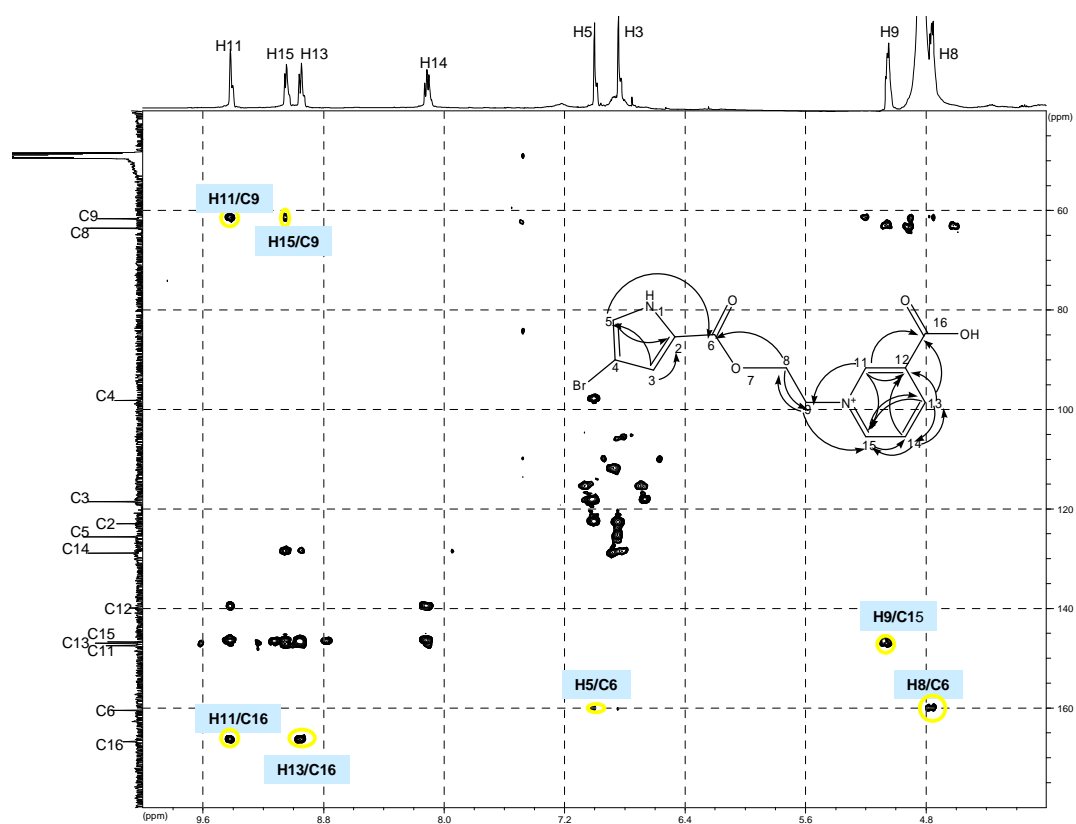 H11 H15 H13 H14 H5 H3 H9 H8
(ppm)
C9 60
C8
H11/C9
H15/C9
80
C4 100
C3 120
C2
C5
C14
C12 140
C15
C13
C11
C6 160
C16
H
N 1
5
4
Br
3
2
6
O
O
7
8
9
N+
O
16
OH
11 12
13
14
15
H9/C15
H5/C6
H8/C6
H11/C16
H13/C16
(ppm) 9.6 8.8 8.0 7.2 6.4 5.6 4.8
(ppm)